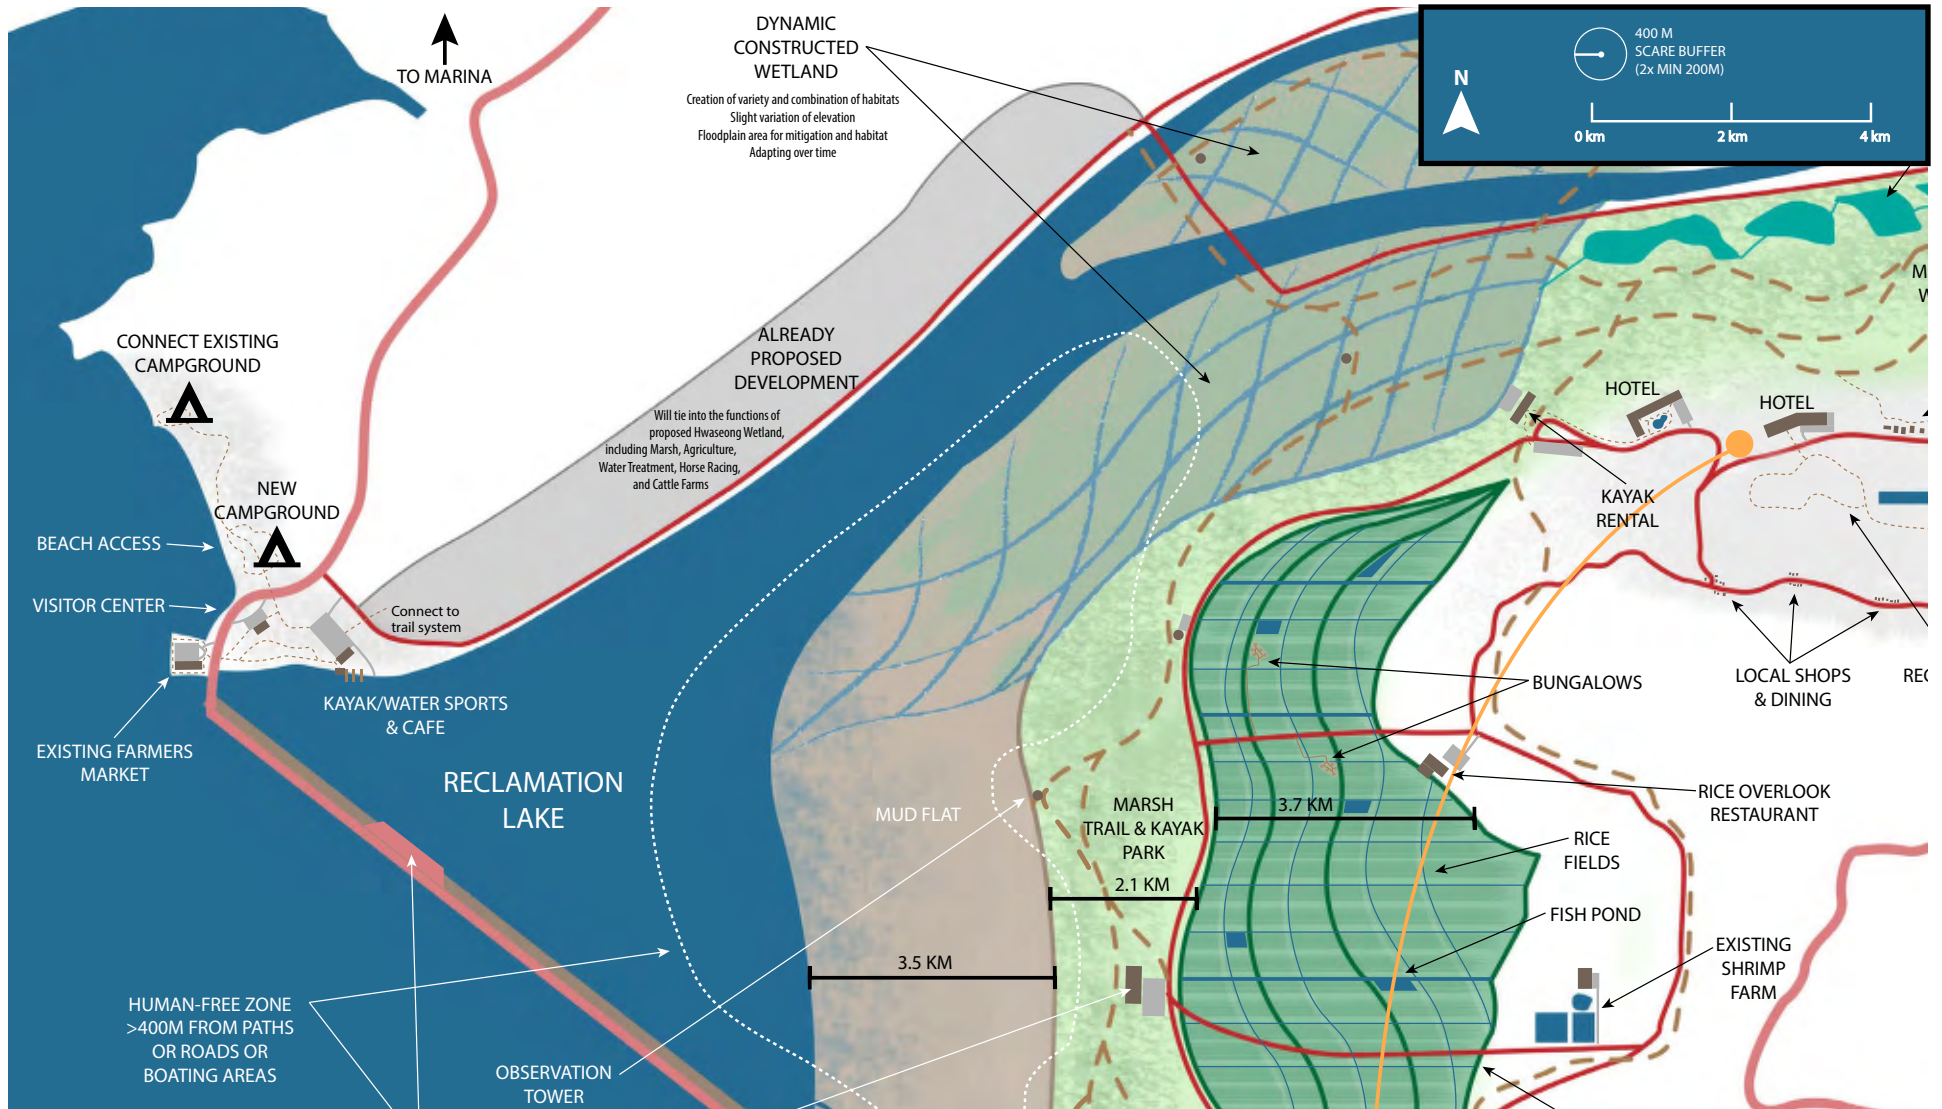 DYNAMIC
CONSTRUCTED
WETLAND
Creation of variety and combination of habitats
Slight variation of elevation
Floodplain area for mitigation and habitat
Adapting over time
TO MARINA
400 M
SCARE BUFFER
(2x MIN 200M)
N
0 km
2 km
4 km
CONNECT EXISTING
CAMPGROUND
ALREADY
PROPOSED
DEVELOPMENT
Will tie into the functions of
proposed Hwaseong Wetland,
including Marsh, Agriculture,
Water Treatment, Horse Racing,
and Cattle Farms
HOTEL
HOTEL
NEW
CAMPGROUND
KAYAK
RENTAL
BEACH ACCESS
VISITOR CENTER
Connect to
trail system
KAYAK/WATER SPORTS
& CAFE
EXISTING FARMERS
MARKET
BUNGALOWS
LOCAL SHOPS
& DINING
REC
RECLAMATION
LAKE
MUD FLAT
MARSH
TRAIL & KAYAK
PARK
3.7 KM
RICE OVERLOOK
RESTAURANT
RICE
FIELDS
2.1 KM
FISH POND
3.5 KM
EXISTING
SHRIMP
FARM
HUMAN-FREE ZONE
>400M FROM PATHS
OR ROADS OR
BOATING AREAS
OBSERVATION
TOWER